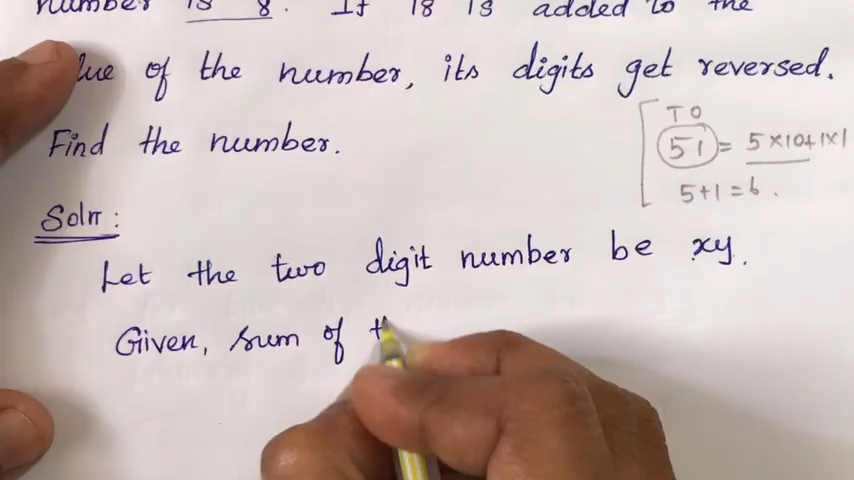 number is 8. If 18 is added to the
of the number, its digits get reversed.
Find the number.
T O
51 = 5×10+1×1
5+1=6.
Soln:
Let the two digit number be xy.
Given, sum of